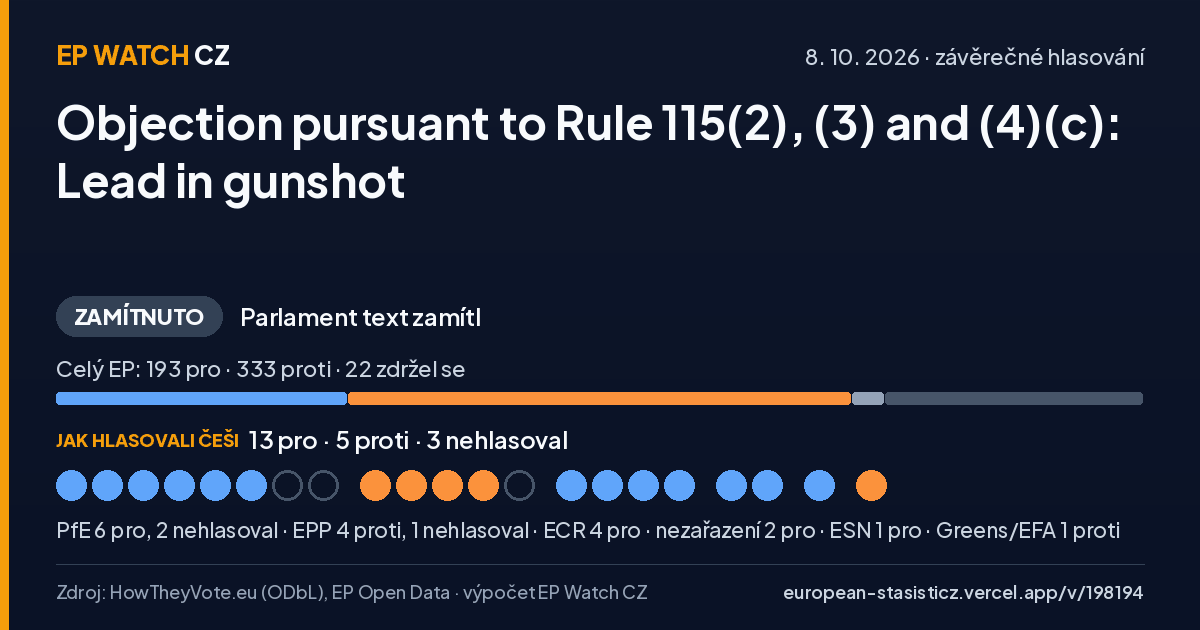 EP WATCH CZ
8. 10. 2026 · závěrečné hlasování
Objection pursuant to Rule 115(2), (3) and (4)(c):
Lead in gunshot
ZAMÍTNUTO
Parlament text zamítl
Celý EP: 193 pro · 333 proti · 22 zdržel se
JAK HLASOVALI ČEŠI 13 pro · 5 proti · 3 nehlasoval
PfE 6 pro, 2 nehlasoval · EPP 4 proti, 1 nehlasoval · ECR 4 pro · nezařazení 2 pro · ESN 1 pro · Greens/EFA 1 proti
Zdroj: HowTheyVote.eu (ODbL), EP Open Data · výpočet EP Watch CZ
european-stasisticz.vercel.app/v/198194